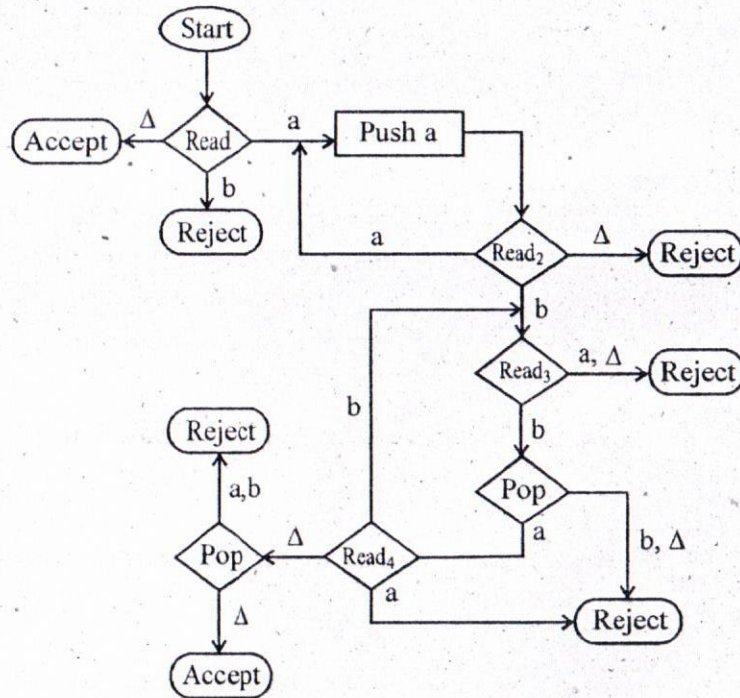 Start
Accept
Δ
Read
a
Push a
b
Reject
a
Read₂
Δ
Reject
b
Read₃
a, Δ
Reject
b
b
Reject
a,b
Pop
a
b, Δ
Pop
Δ
Read₄
a
Δ
Reject
Accept